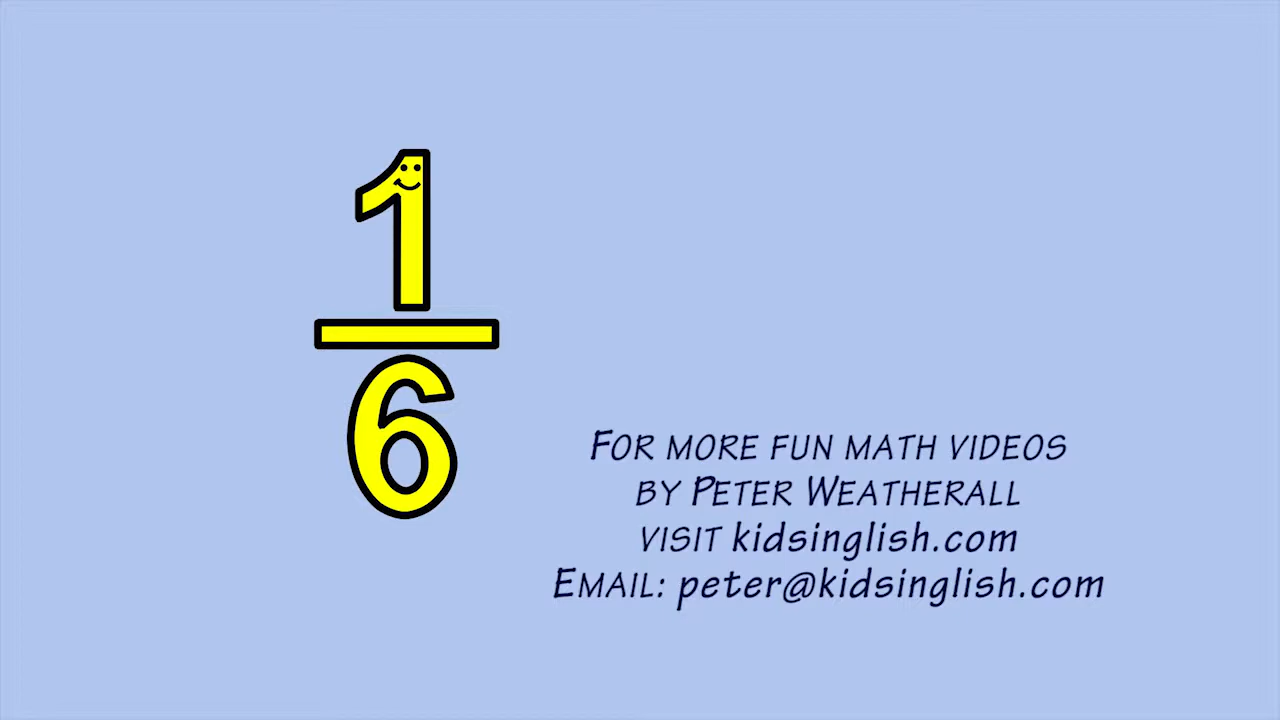 1
6
FOR MORE FUN MATH VIDEOS
BY PETER WEATHERALL
VISIT kidsinglish.com
EMAIL: peter@kidsinglish.com